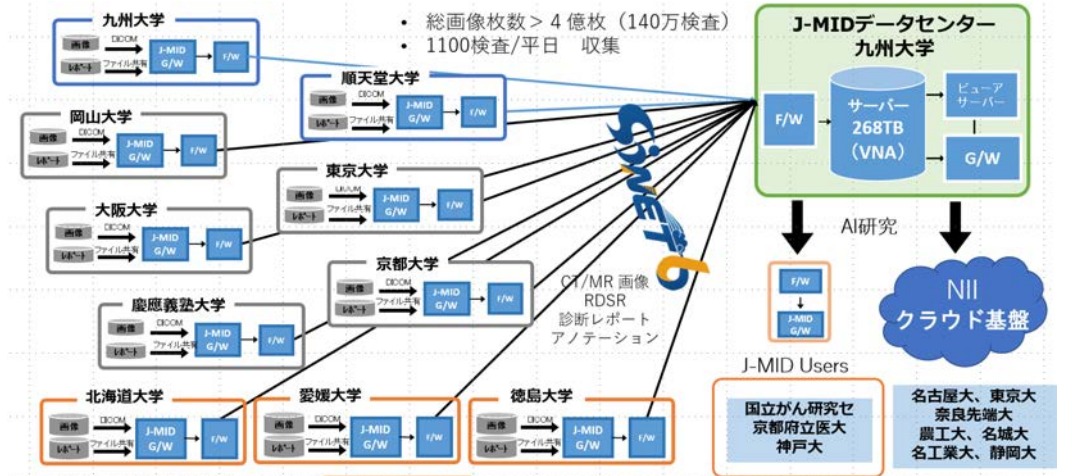 • 総画像枚数>４億枚（140万検査）
• 1100検査/平日 収集
九州大学
画像
DICOM
レポート
ファイル共有
J-MID
G/W
F/W
順天堂大学
画像
DICOM
レポート
ファイル共有
J-MID
G/W
F/W
岡山大学
画像
DICOM
レポート
ファイル共有
J-MID
G/W
F/W
東京大学
画像
DICOM
レポート
ファイル共有
J-MID
G/W
F/W
大阪大学
画像
DICOM
レポート
ファイル共有
J-MID
G/W
F/W
京都大学
画像
DICOM
レポート
ファイル共有
J-MID
G/W
F/W
慶應義塾大学
画像
DICOM
レポート
ファイル共有
J-MID
G/W
F/W
北海道大学
画像
DICOM
レポート
ファイル共有
J-MID
G/W
F/W
愛媛大学
画像
DICOM
レポート
ファイル共有
J-MID
G/W
F/W
徳島大学
画像
DICOM
レポート
ファイル共有
J-MID
G/W
F/W
SINET
CT/MR 画像
RDSR
診断レポート
アノテーション
J-MIDデータセンター
九州大学
F/W
サーバー
268TB
（VNA）
ビューア
サーバー
G/W
AI研究
F/W
J-MID
G/W
J-MID Users
国立がん研究セ
京都府立医大
神戸大
NII
クラウド基盤
名古屋大、東京大
奈良先端大
農工大、名城大
名工業大、静岡大